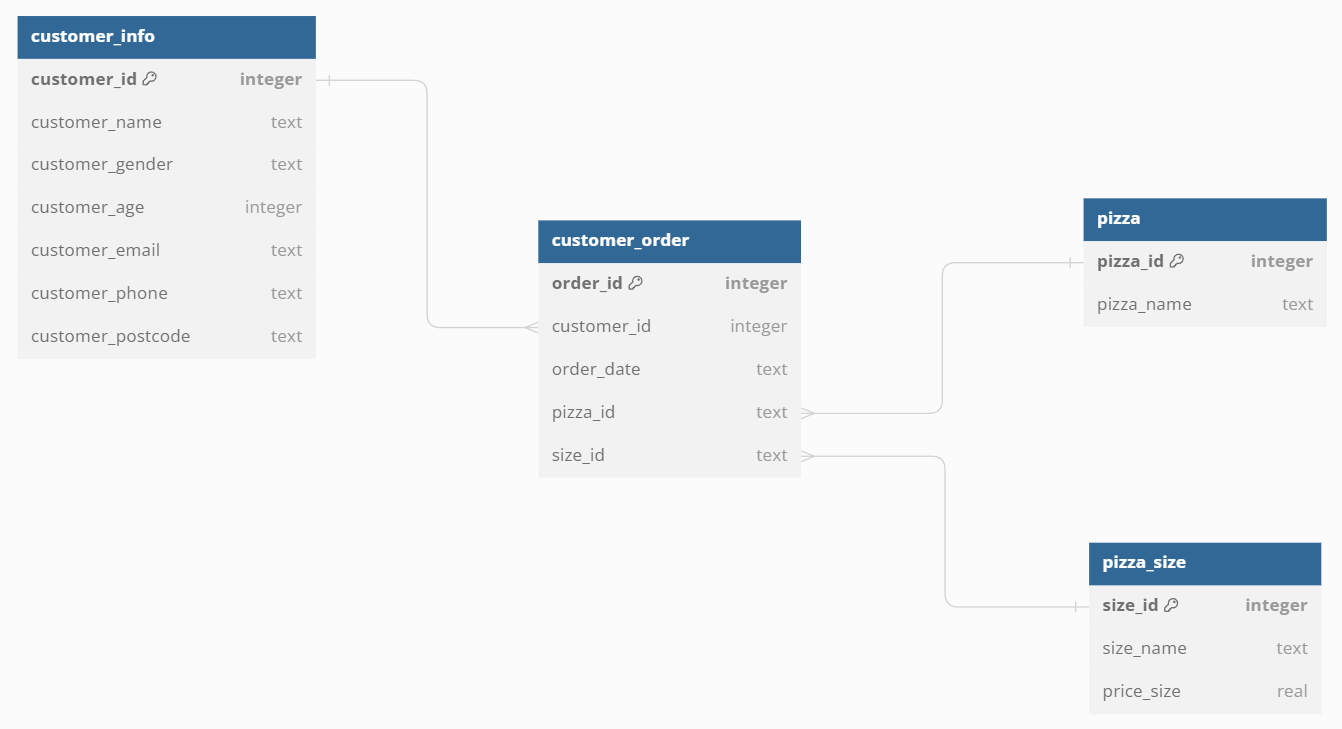 customer_info
customer_id integer
customer_name text
customer_gender text
customer_age integer
customer_email text
customer_phone text
customer_postcode text
customer_order
order_id integer
customer_id integer
order_date text
pizza_id text
size_id text
pizza
pizza_id integer
pizza_name text
pizza_size
size_id integer
size_name text
price_size real